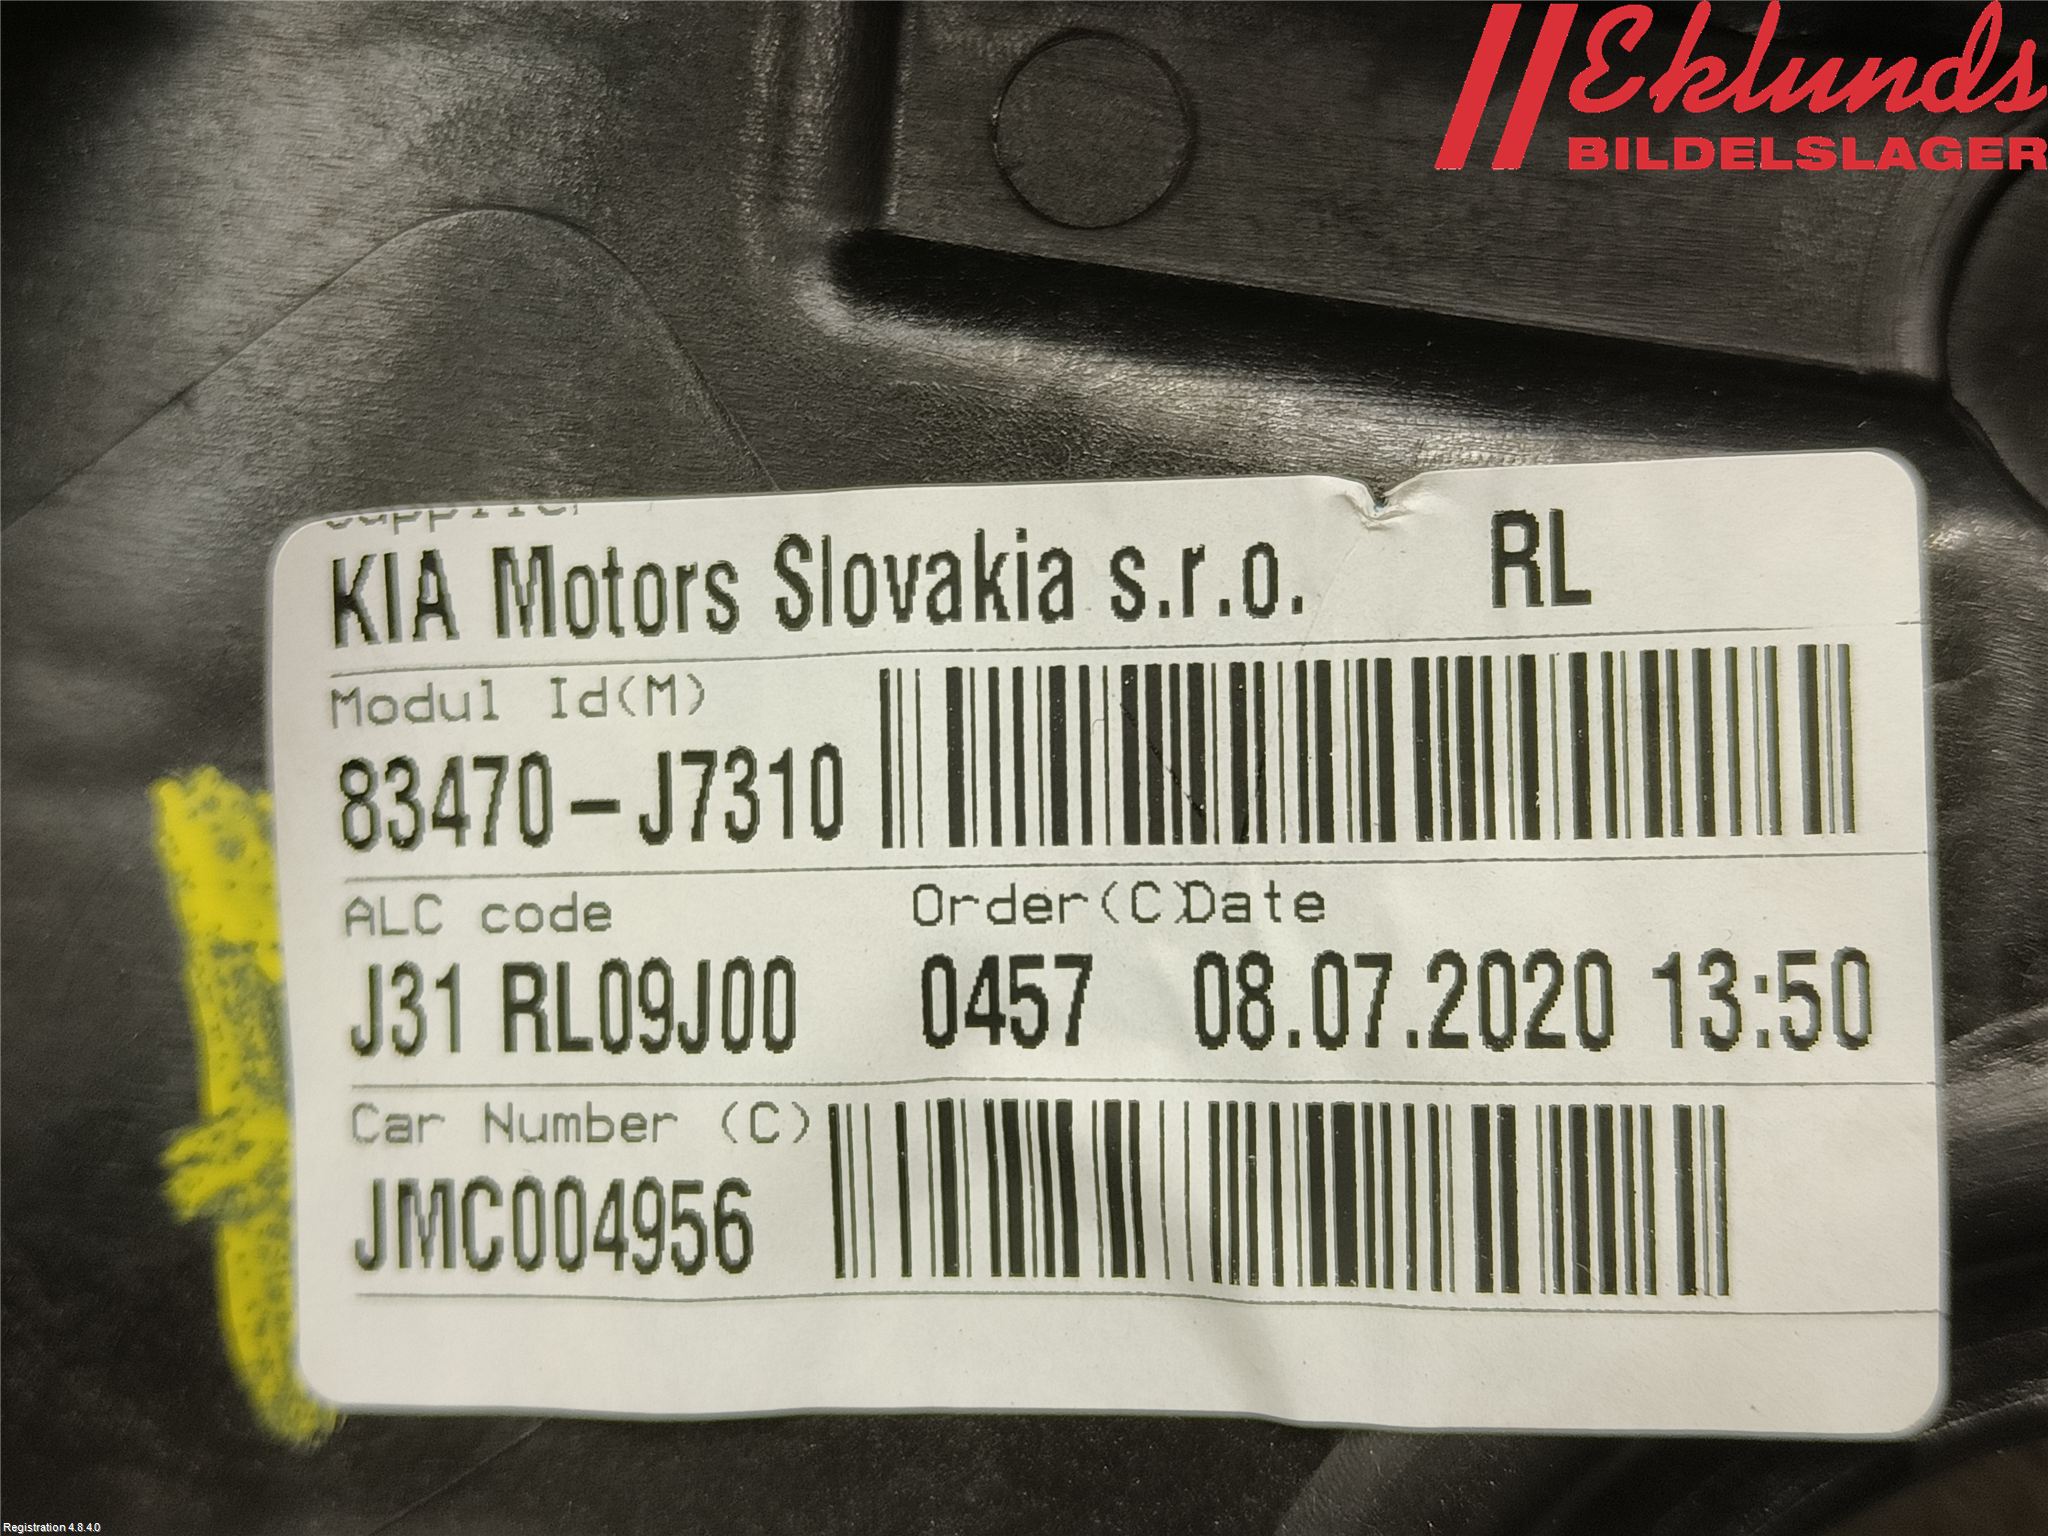 Eklunds
BILDELSLAGER
Supplier
KIA Motors Slovakia s.r.o. RL
Modul Id(M)
83470-J7310
ALC code Order(C)Date
J31 RL09J00 0457 08.07.2020 13:50
Car Number (C)
JMC004956
Registration 4.8.4.0